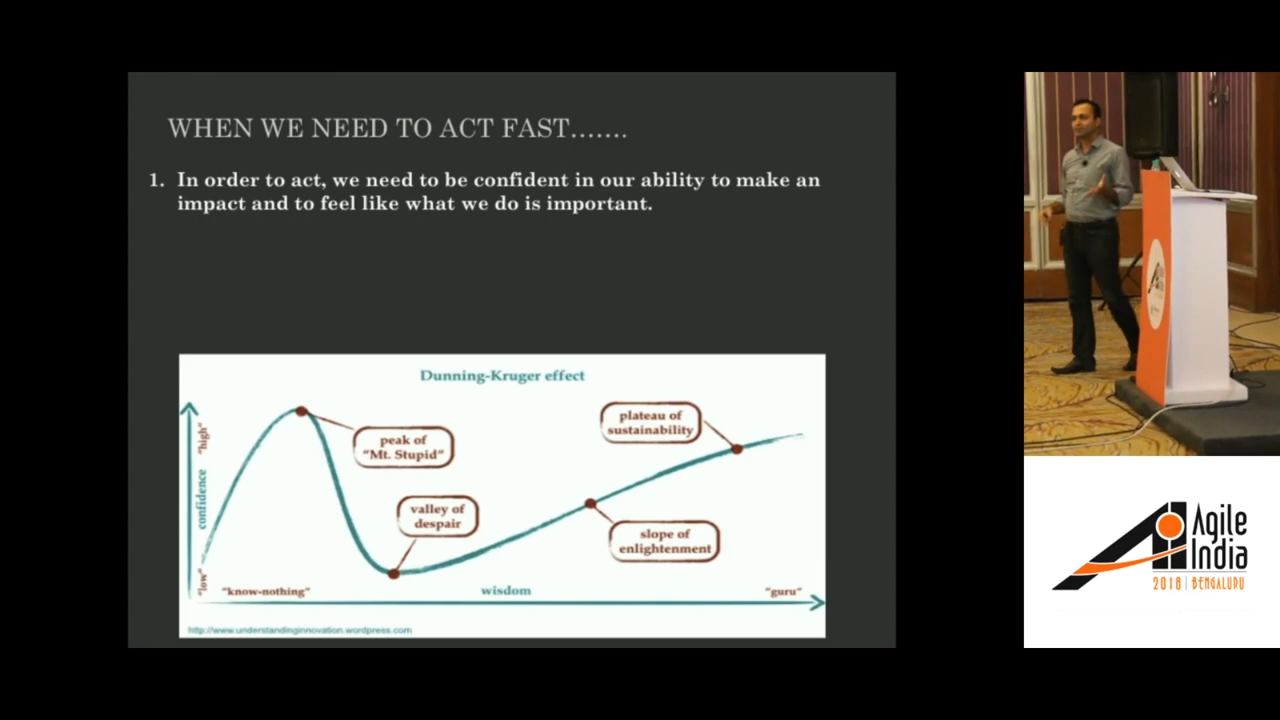 WHEN WE NEED TO ACT FAST.......
1. In order to act, we need to be confident in our ability to make an
impact and to feel like what we do is important.
Dunning-Kruger effect
"high"
confidence
"low"
peak of
"Mt. Stupid"
valley of
despair
plateau of
sustainability
slope of
enlightenment
"know-nothing"
wisdom
"guru"
http://www.understandinginnovation.wordpress.com
Agile
India
2018 | BENGALURU